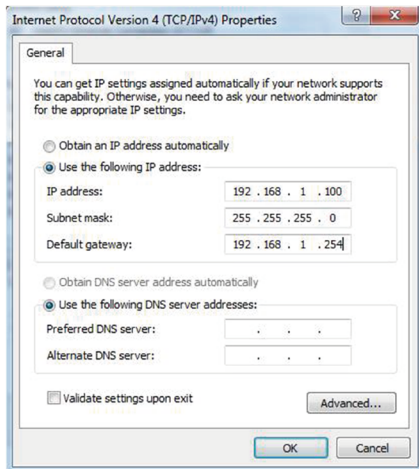 Internet Protocol Version 4 (TCP/IPv4) Properties
General
You can get IP settings assigned automatically if your network supports
this capability. Otherwise, you need to ask your network administrator
for the appropriate IP settings.
Obtain an IP address automatically
Use the following IP address:
IP address: 192 . 168 . 1 . 100
Subnet mask: 255 . 255 . 255 . 0
Default gateway: 192 . 168 . 1 . 254
Obtain DNS server address automatically
Use the following DNS server addresses:
Preferred DNS server: . . .
Alternate DNS server: . . .
Validate settings upon exit
Advanced...
OK Cancel